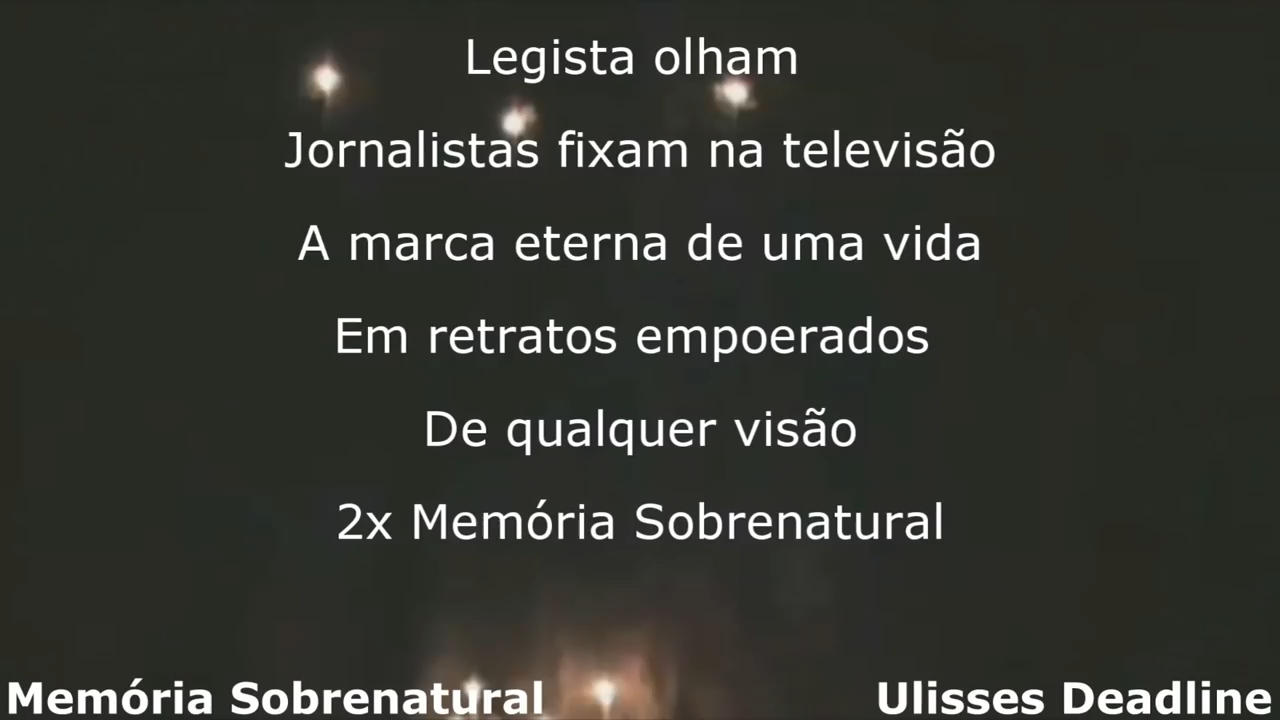 Legista olham
Jornalistas fixam na televisão
A marca eterna de uma vida
Em retratos empoerados
De qualquer visão
2x Memória Sobrenatural
Memória Sobrenatural
Ulisses Deadline